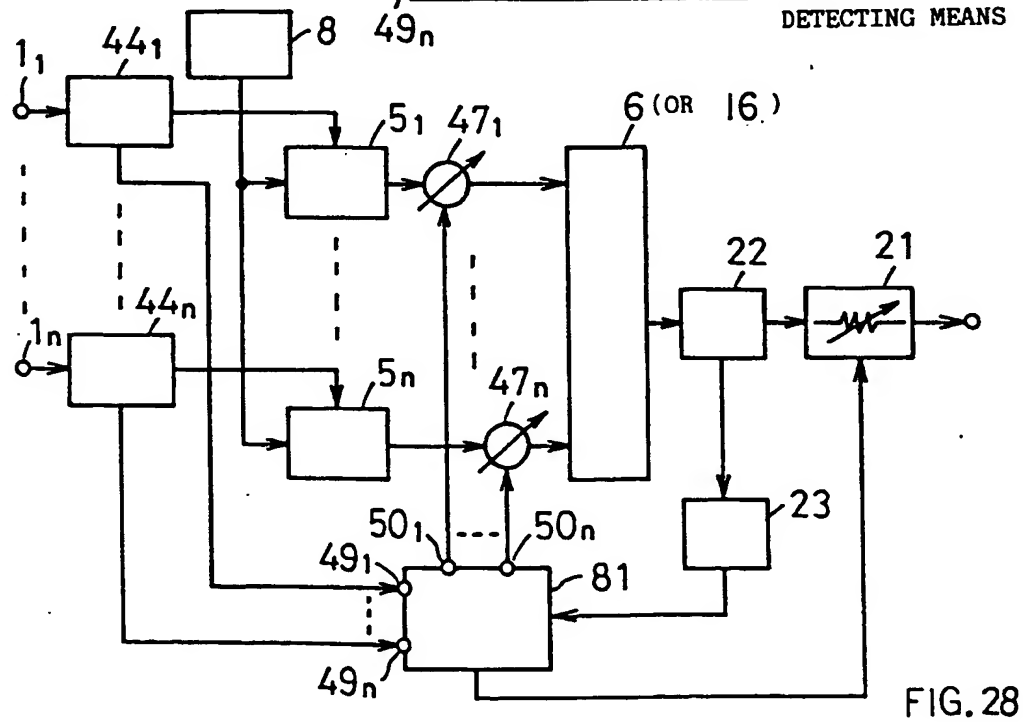 DETECTING MEANS
8
49n
1₁
44₁
5₁
47₁
6 (OR 16.)
22
21
1n
44n
5n
47n
23
50₁
50n
49₁
81
49n
FIG. 28